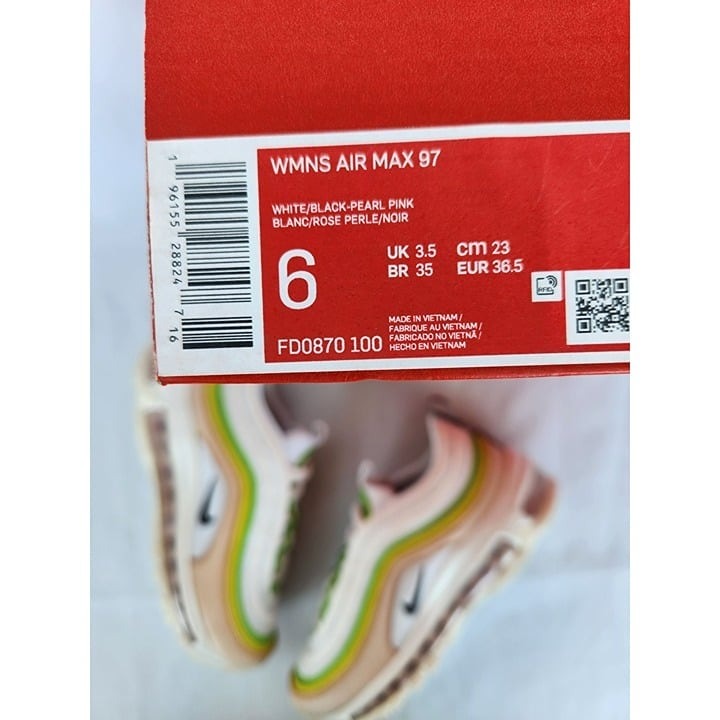 WMNS AIR MAX 97
WHITE/BLACK-PEARL PINK
BLANC/ROSE PERLE/NOIR
6
UK 3.5 cm 23
BR 35 EUR 36.5
RFID
MADE IN VIETNAM /
FABRIQUE AU VIETNAM /
FABRICADO NO VIETNÃ /
HECHO EN VIETNAM
FD0870 100
1 96155 28824 7 16